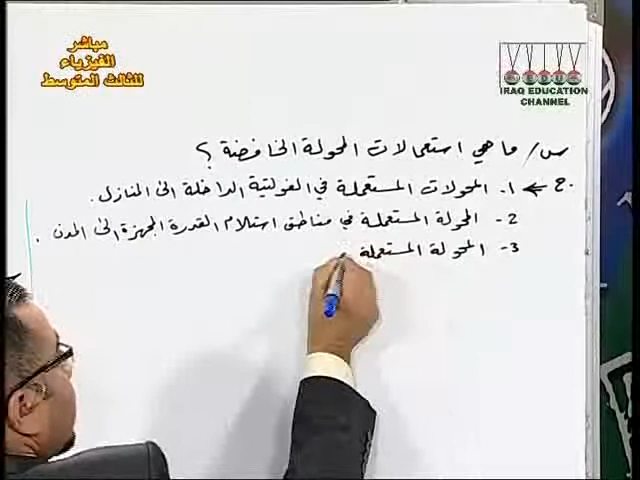 مباشر
الفيزياء
للثالث المتوسط
IRAQ EDUCATION
CHANNEL
س/ ما هي استعمالات المحولة الخافضة ؟
ج ← 1. المحولات المستعملة في الفولتية الداخلة الى المنازل.
2- المحولة المستعملة في مناطق استلام القدرة المجهزة الى المدن .
3- المحولة المستعملة